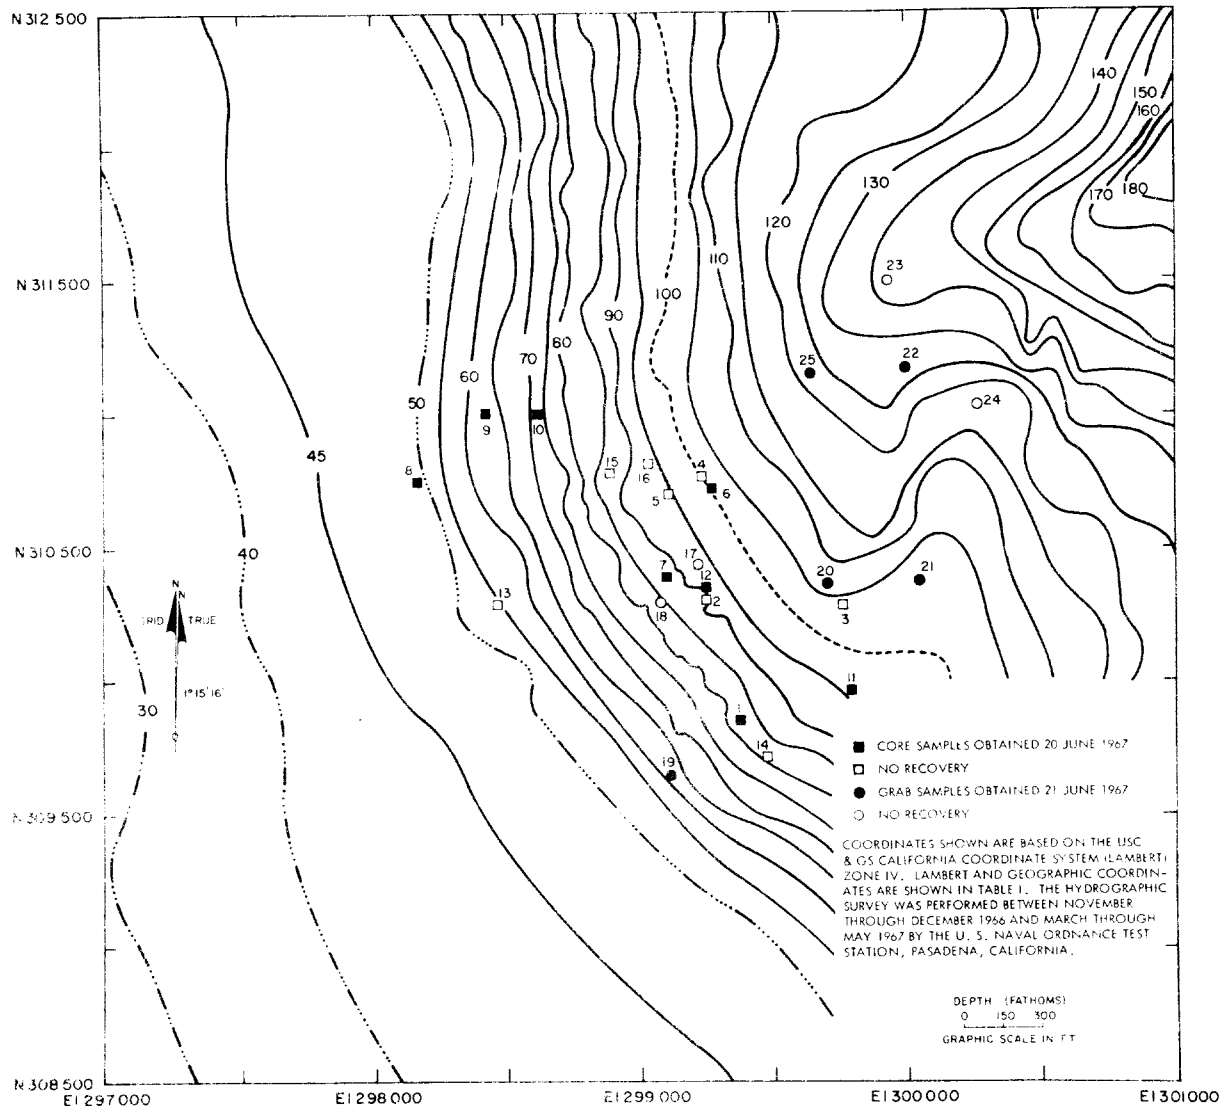 N 312 500
140
150
160
130
170
180
120
23
110
N 311 500
100
90
80
25
22
70
60
50
24
9
10
45
15
4
8
16
5
6
N 310 500
40
17
7
12
20
21
13
18
2
3
N
N
TRUE
1°15'16"
11
30
1
14
19
■ CORE SAMPLES OBTAINED 20 JUNE 1967
□ NO RECOVERY
● GRAB SAMPLES OBTAINED 21 JUNE 1967
○ NO RECOVERY
N 309 500
COORDINATES SHOWN ARE BASED ON THE USC
& GS CALIFORNIA COORDINATE SYSTEM (LAMBERT)
ZONE IV. LAMBERT AND GEOGRAPHIC COORDIN-
ATES ARE SHOWN IN TABLE I. THE HYDROGRAPHIC
SURVEY WAS PERFORMED BETWEEN NOVEMBER
THROUGH DECEMBER 1966 AND MARCH THROUGH
MAY 1967 BY THE U. S. NAVAL ORDNANCE TEST
STATION, PASADENA, CALIFORNIA.
DEPTH (FATHOMS)
0 150 300
GRAPHIC SCALE IN FT
N 308 500
E1 297 000
E1 298 000
E1 299 000
E1 300 000
E1 301 000